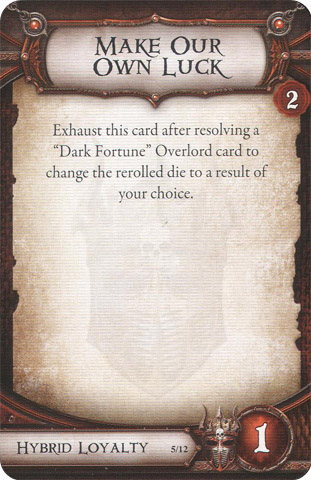 Make Our
Own Luck
2
Exhaust this card after resolving a
“Dark Fortune” Overlord card to
change the rerolled die to a result of
your choice.
Hybrid Loyalty 5/12
1